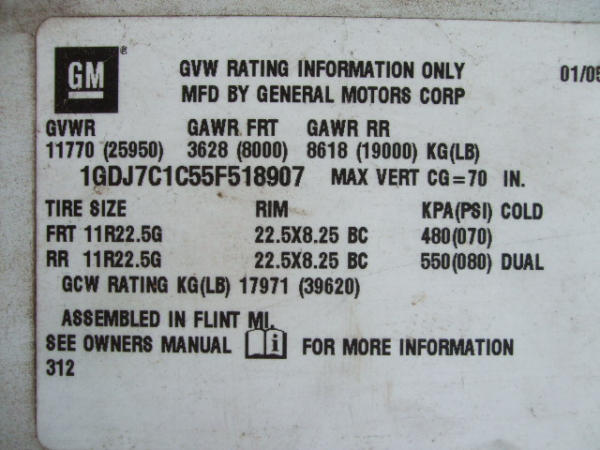 GM ®
GVW RATING INFORMATION ONLY 01/05
MFD BY GENERAL MOTORS CORP
GVWR GAWR FRT GAWR RR
11770 (25950) 3628 (8000) 8618 (19000) KG(LB)
1GDJ7C1C55F518907 MAX VERT CG=70 IN.
TIRE SIZE RIM KPA(PSI) COLD
FRT 11R22.5G 22.5X8.25 BC 480(070)
RR 11R22.5G 22.5X8.25 BC 550(080) DUAL
GCW RATING KG(LB) 17971 (39620)
ASSEMBLED IN FLINT MI.
SEE OWNERS MANUAL i FOR MORE INFORMATION
312